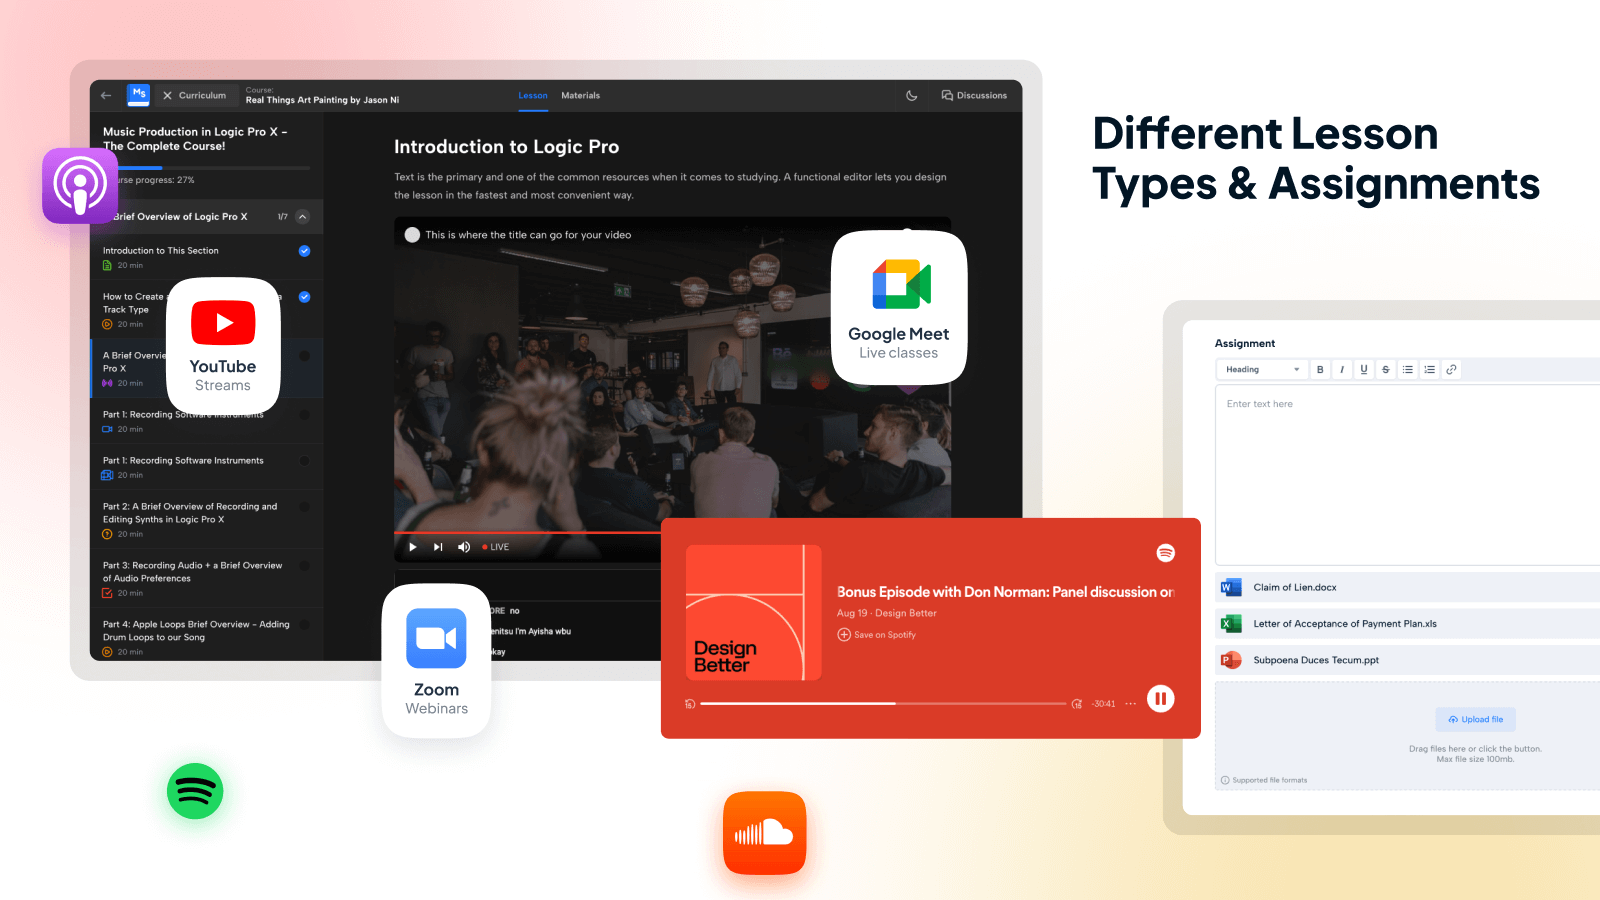 Different Lesson
Types & Assignments
Ms
Curriculum
Course:
Real Things Art Painting by Jason Ni
Lesson
Materials
Discussions
Music Production in Logic Pro X –
The Complete Course!
progress: 27%
Brief Overview of Logic Pro X
1/7
Introduction to This Section
20 min
How to Create
Track Type
20 min
A Brief
Pro X
20 min
Part 1: Recording Software Instruments
20 min
Part 1: Recording Software Instruments
20 min
Part 2: A Brief Overview of Recording and
Editing Synths in Logic Pro X
20 min
Part 3: Recording Audio + a Brief Overview
of Audio Preferences
20 min
Part 4: Apple Loops Brief Overview - Adding
Drum Loops to our Song
20 min
Introduction to Logic Pro
Text is the primary and one of the common resources when it comes to studying. A functional editor lets you design
the lesson in the fastest and most convenient way.
This is where the title can go for your video
LIVE
no
I'm Ayisha wbu
YouTube
Streams
Google Meet
Live classes
Zoom
Webinars
Design
Better
Bonus Episode with Don Norman: Panel discussion on
Aug 19 · Design Better
Save on Spotify
15
15
-30:41
Assignment
Heading
B I U S
Enter text here
W
Claim of Lien.docx
X
Letter of Acceptance of Payment Plan.xls
P
Subpoena Duces Tecum.ppt
Upload file
Drag files here or click the button.
Max file size 100mb.
Supported file formats